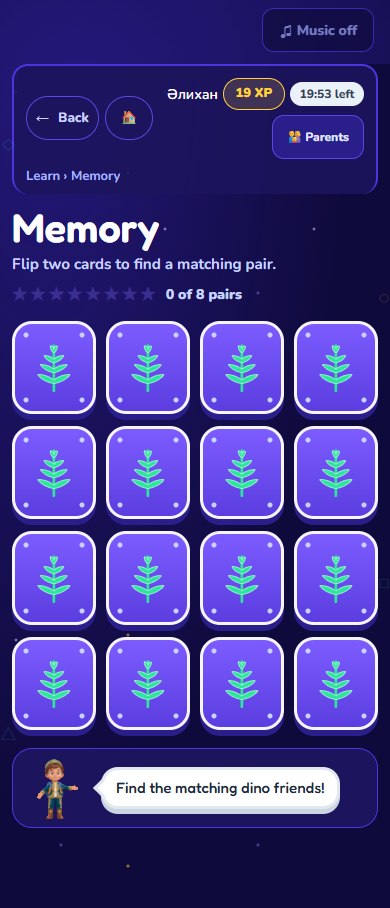 Music off
← Back
Әлихан
19 XP
19:53 left
Parents
Learn › Memory
Memory
Flip two cards to find a matching pair.
0 of 8 pairs
Find the matching dino friends!